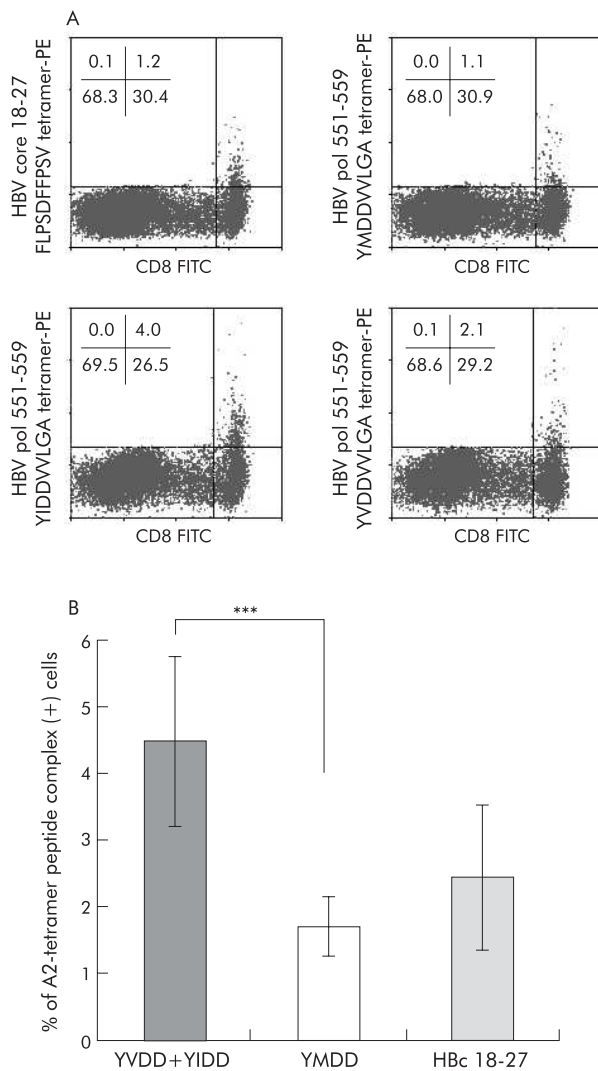 A
HBV core 18-27
FLPSDFFPSV tetramer-PE
0.1 1.2
68.3 30.4
CD8 FITC
HBV pol 551-559
YMDDVVLGA tetramer-PE
0.0 1.1
68.0 30.9
CD8 FITC
HBV pol 551-559
YIDDVVLGA tetramer-PE
0.0 4.0
69.5 26.5
CD8 FITC
HBV pol 551-559
YVDDVVLGA tetramer-PE
0.1 2.1
68.6 29.2
CD8 FITC
B
% of A2-tetramer peptide complex (+) cells
6
5
4
3
2
1
0
***
YVDD+YIDD
YMDD
HBc 18-27